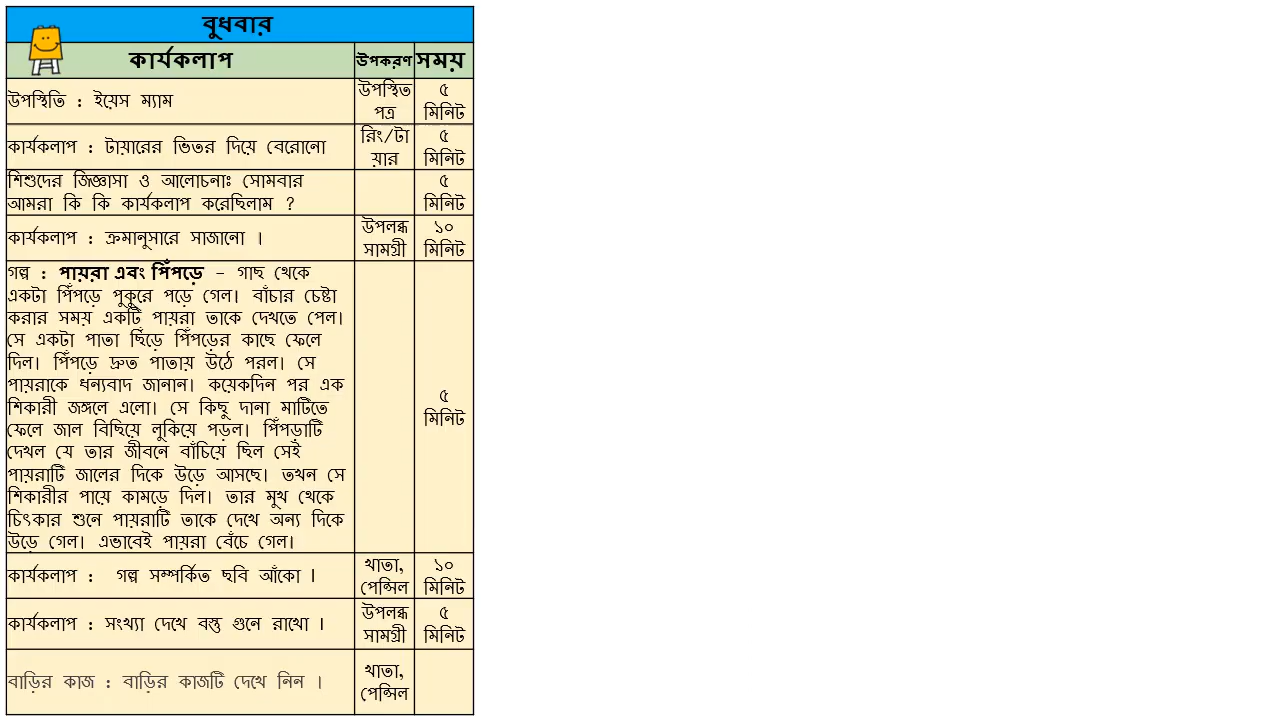 বুধবার
কার্যকলাপ উপকরণ সময়
উপস্থিতি : ইয়েস ম্যাম
উপস্থিত
পত্র
৫
মিনিট
কার্যকলাপ : টায়ারের ভিতর দিয়ে বেরোনো
রিং/টা
য়ার
৫
মিনিট
শিশুদের জিজ্ঞাসা ও আলোচনাঃ সোমবার
আমরা কি কি কার্যকলাপ করেছিলাম ?
৫
মিনিট
কার্যকলাপ : ক্রমানুসারে সাজানো ।
উপলব্ধ
সামগ্রী
১০
মিনিট
গল্প : পায়রা এবং পিঁপড়ে – গাছ থেকে
একটা পিঁপড়ে পুকুরে পড়ে গেল। বাঁচার চেষ্টা
করার সময় একটি পায়রা তাকে দেখতে পেল।
সে একটা পাতা ছিঁড়ে পিঁপড়ের কাছে ফেলে
দিল। পিঁপড়ে দ্রুত পাতায় উঠে পরল। সে
পায়রাকে ধন্যবাদ জানান। কয়েকদিন পর এক
শিকারী জঙ্গলে এলো। সে কিছু দানা মাটিতে
ফেলে জাল বিছিয়ে লুকিয়ে পড়ল। পিঁপড়াটি
দেখল যে তার জীবনে বাঁচিয়ে ছিল সেই
পায়রাটি জালের দিকে উড়ে আসছে। তখন সে
শিকারীর পায়ে কামড়ে দিল। তার মুখ থেকে
চিৎকার শুনে পায়রাটি তাকে দেখে অন্য দিকে
উড়ে গেল। এভাবেই পায়রা বেঁচে গেল।
৫
মিনিট
কার্যকলাপ : গল্প সম্পর্কিত ছবি আঁকো ।
খাতা,
পেন্সিল
১০
মিনিট
কার্যকলাপ : সংখ্যা দেখে বস্তু গুনে রাখো ।
উপলব্ধ
সামগ্রী
৫
মিনিট
বাড়ির কাজ : বাড়ির কাজটি দেখে নিন ।
খাতা,
পেন্সিল